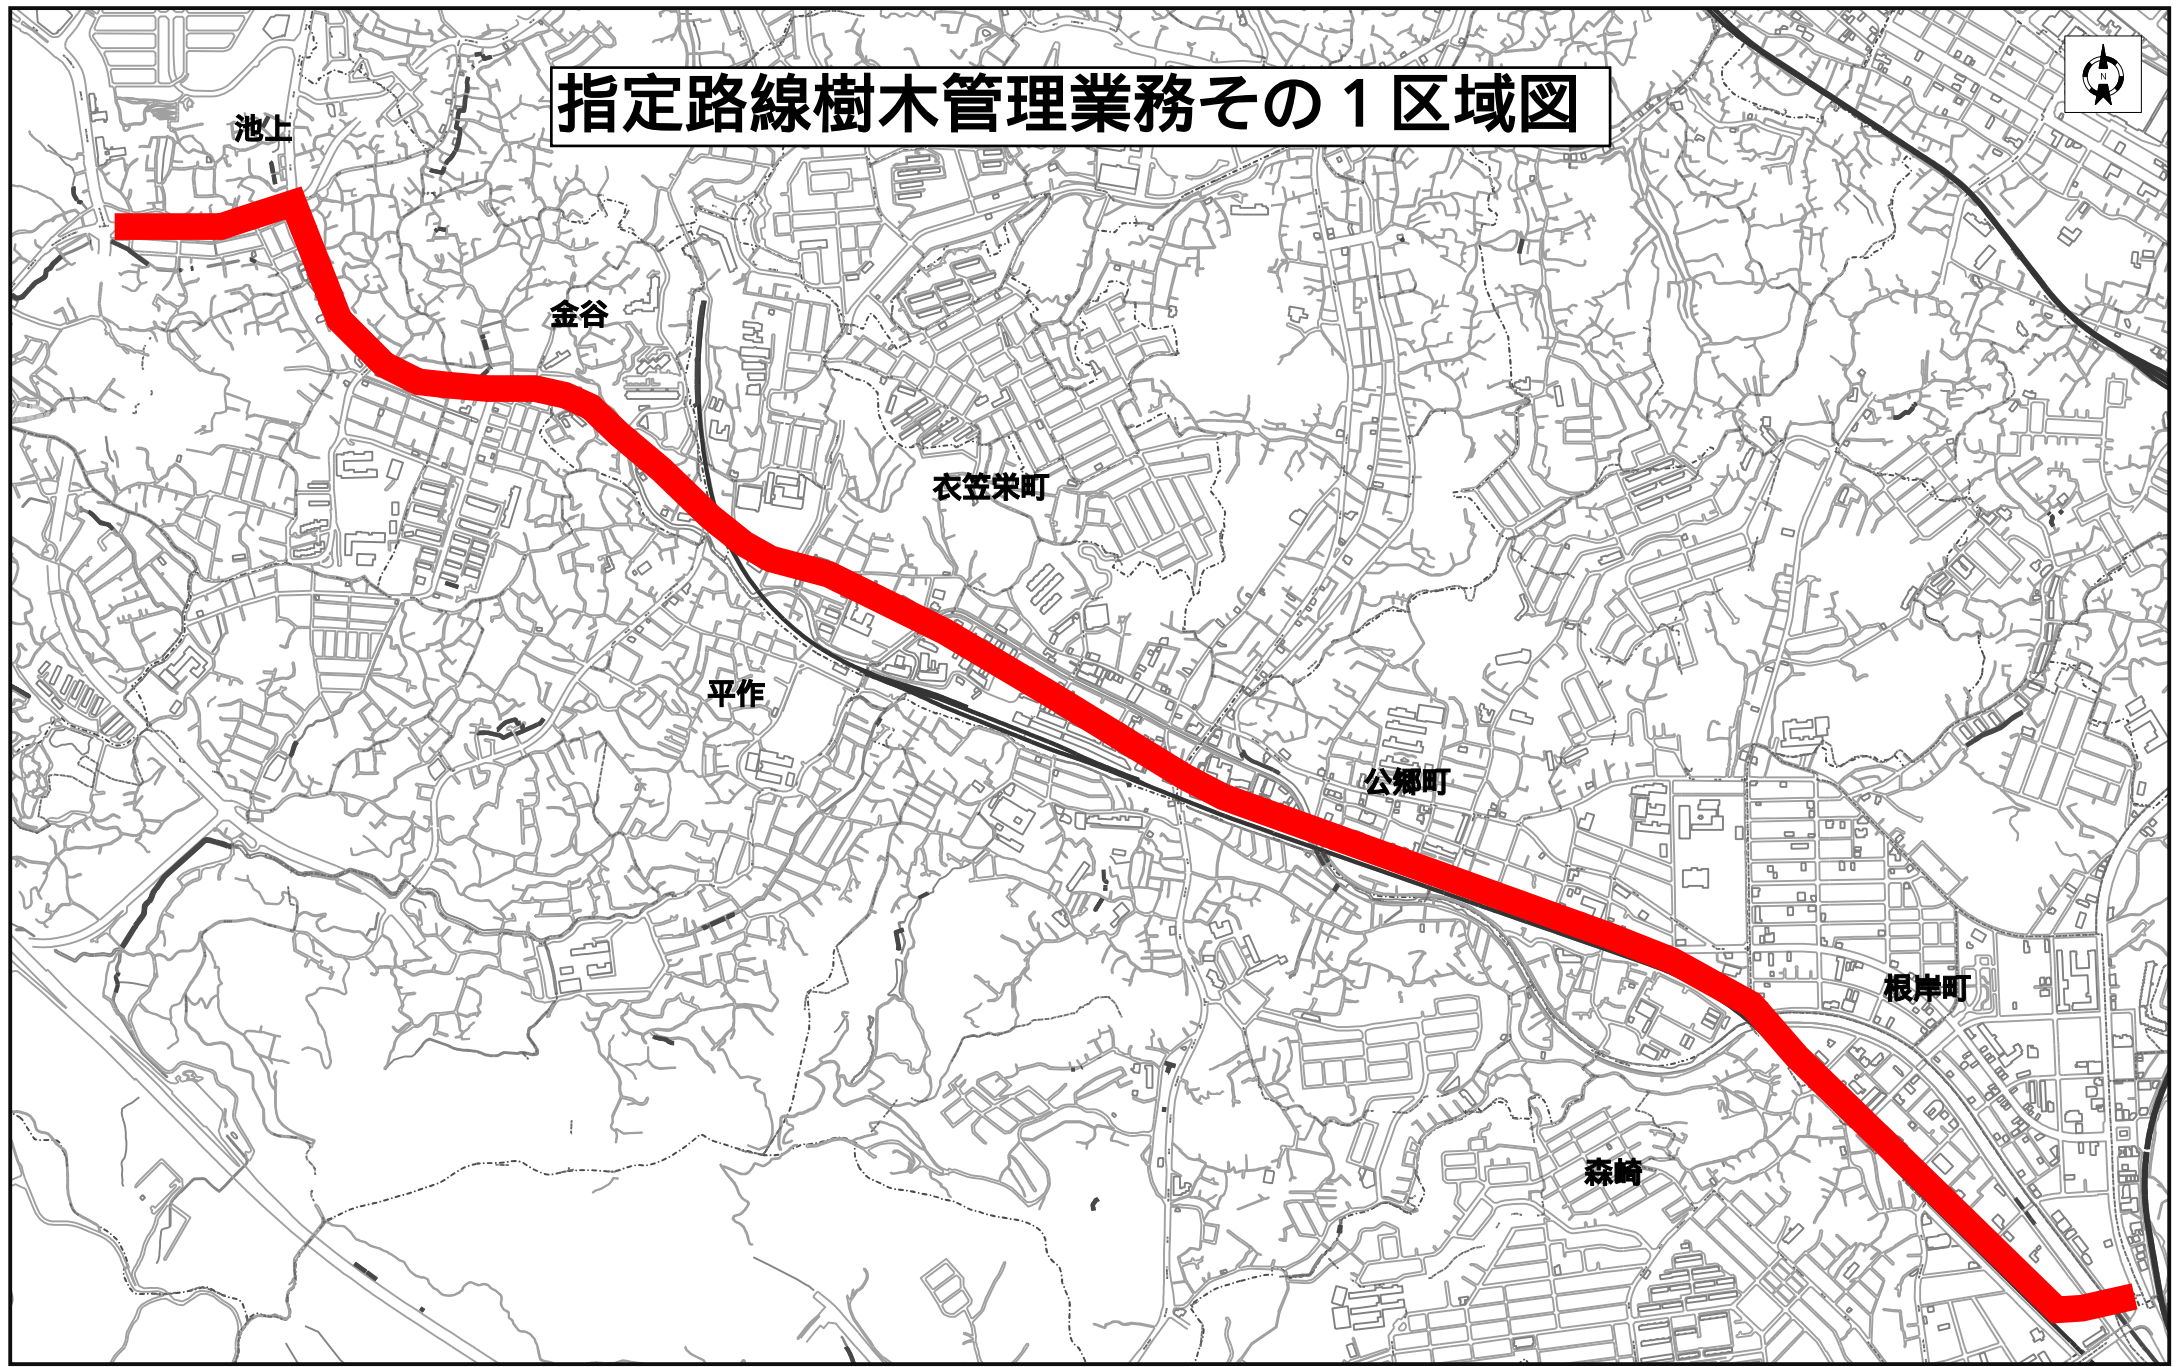 指定路線樹木管理業務その1区域図
N
池上
金谷
衣笠栄町
平作
公郷町
根岸町
森崎